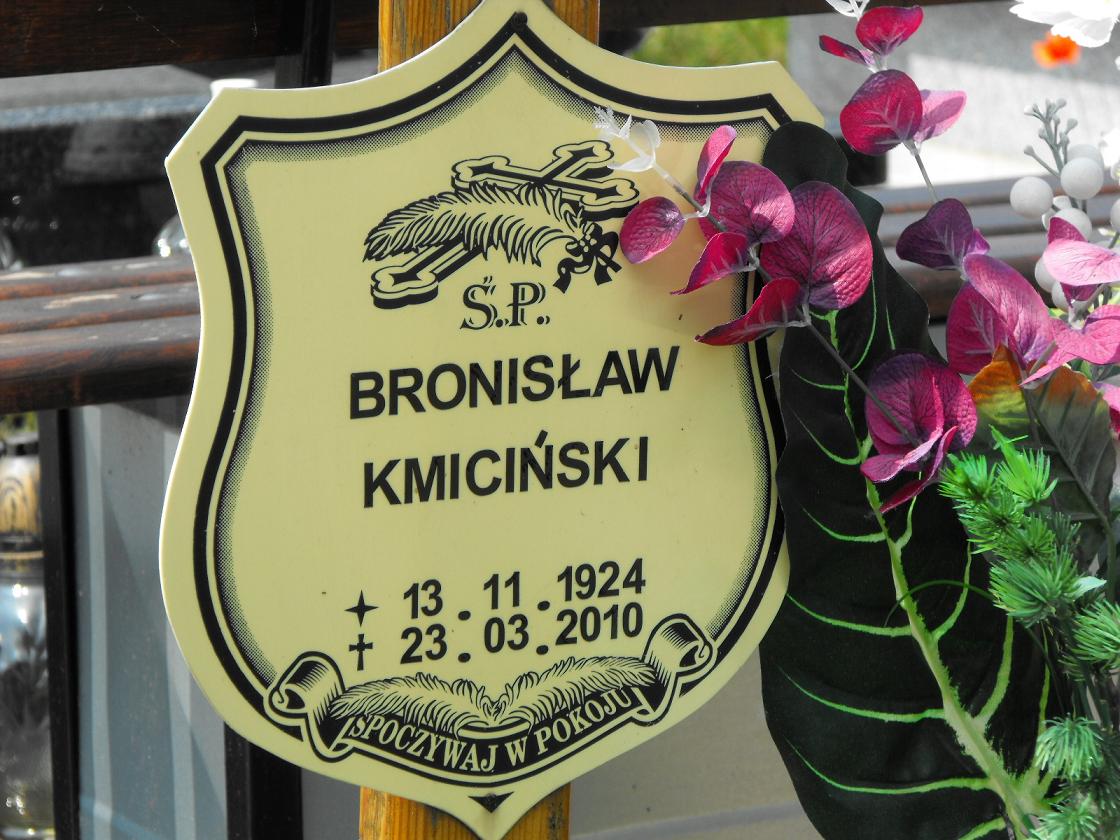 Ś.P.
BRONISŁAW
KMICIŃSKI
13.11.1924
✝ 23.03.2010
SPOCZYWAJ W POKOJU